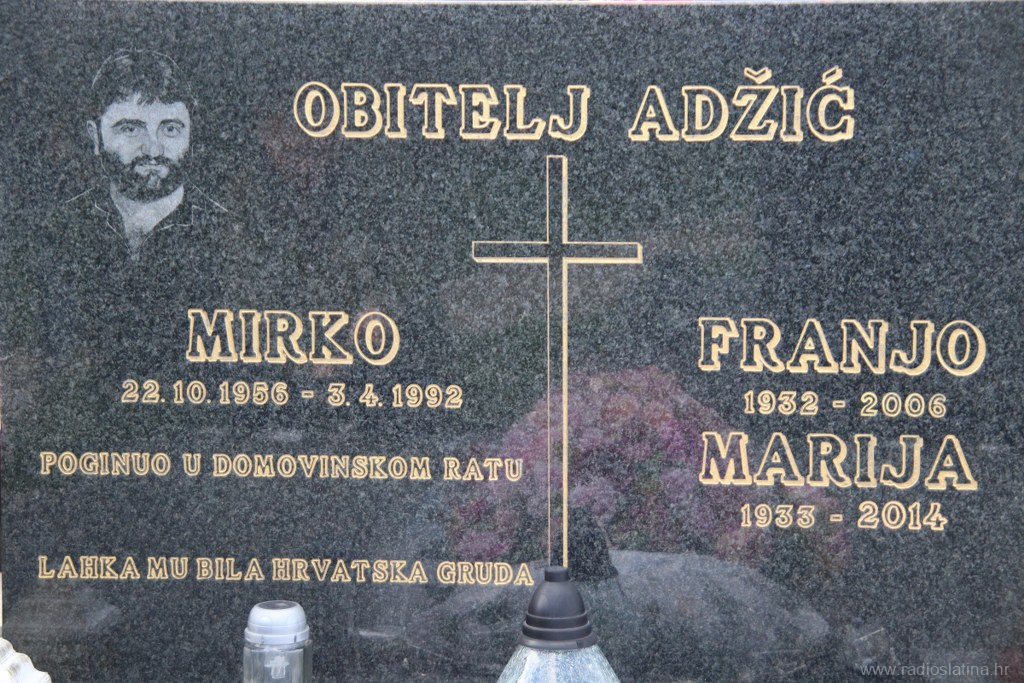 OBITELJ ADŽIĆ
MIRKO
22.10.1956 - 3.4.1992
POGINUO U DOMOVINSKOM RATU
LAHKA MU BILA HRVATSKA GRUDA
FRANJO
1932 - 2006
MARIJA
1933 - 2014
www.radioslatina.hr